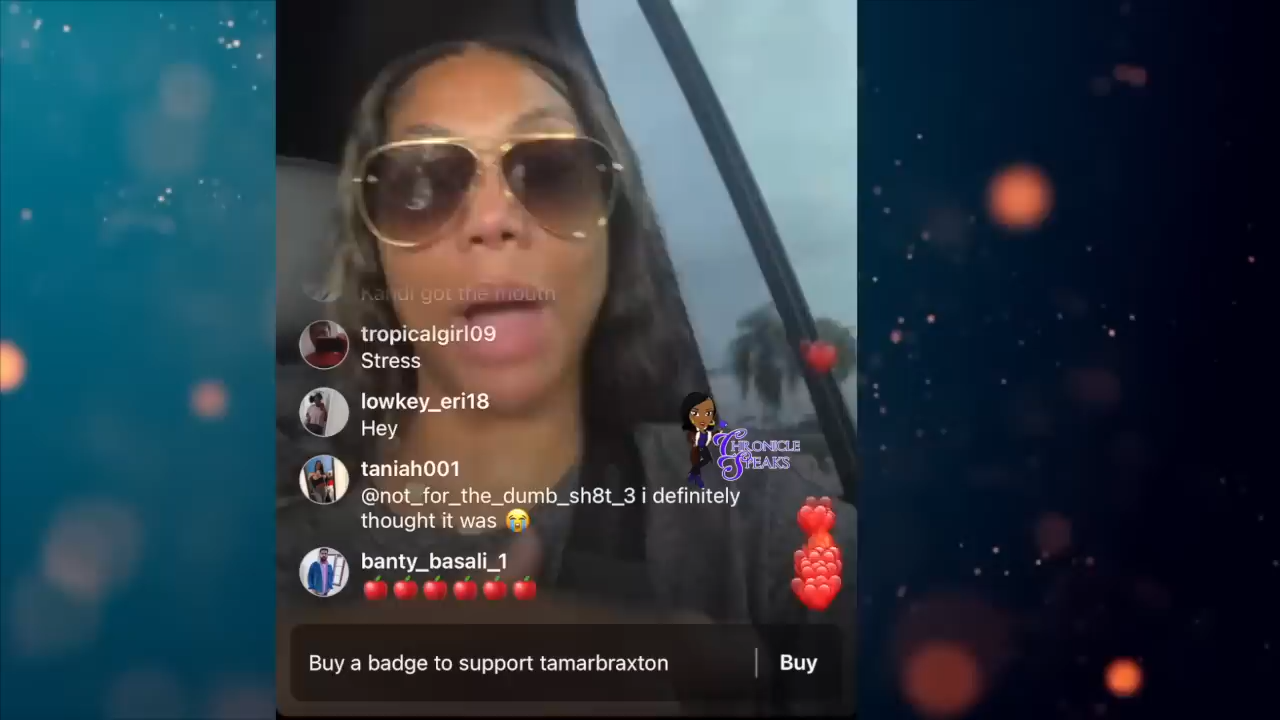 Kandi got the mouth
tropicalgirl09
Stress
lowkey_eri18
Hey
taniah001
@not_for_the_dumb_sh8t_3 i definitely
thought it was 😭
banty_basali_1
🍎🍎🍎🍎🍎🍎
CHRONICLE
SPEAKS
Buy a badge to support tamarbraxton
Buy